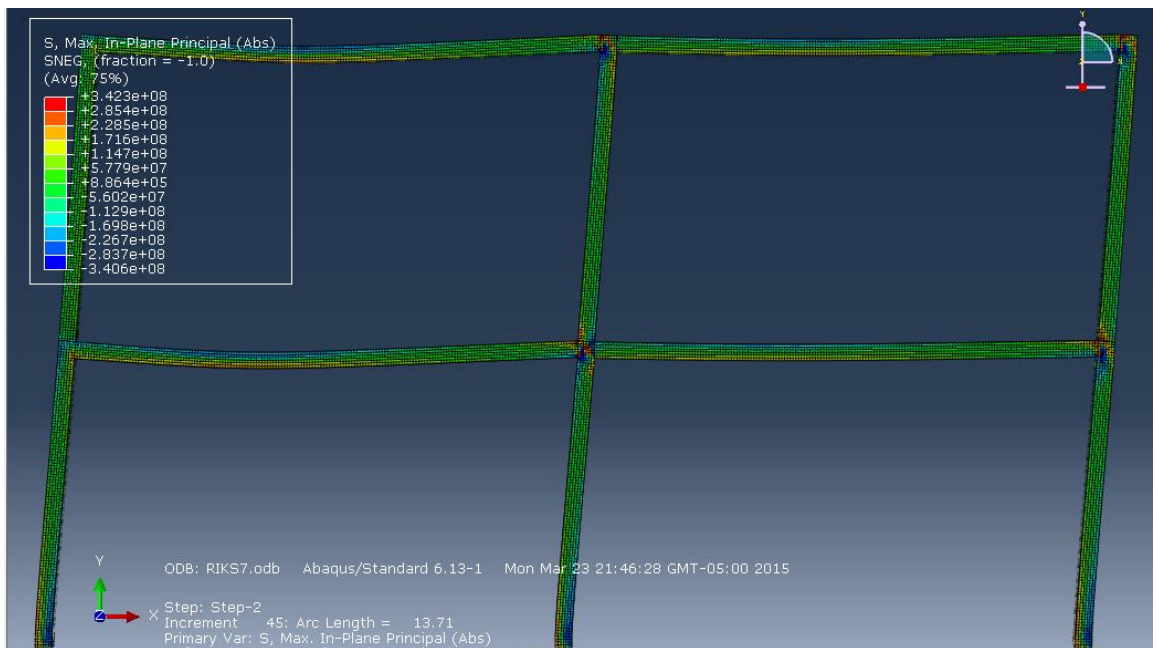 S, Max. In-Plane Principal (Abs)
SNEG, (fraction = -1.0)
(Avg: 75%)
+3.423e+08
+2.854e+08
+2.285e+08
+1.716e+08
+1.147e+08
+5.779e+07
+8.864e+05
-5.602e+07
-1.129e+08
-1.698e+08
-2.267e+08
-2.837e+08
-3.406e+08
Y
Y
X
ODB: RIKS7.odb Abaqus/Standard 6.13-1 Mon Mar 23 21:46:28 GMT-05:00 2015
Step: Step-2
Increment 45: Arc Length = 13.71
Primary Var: S, Max. In-Plane Principal (Abs)